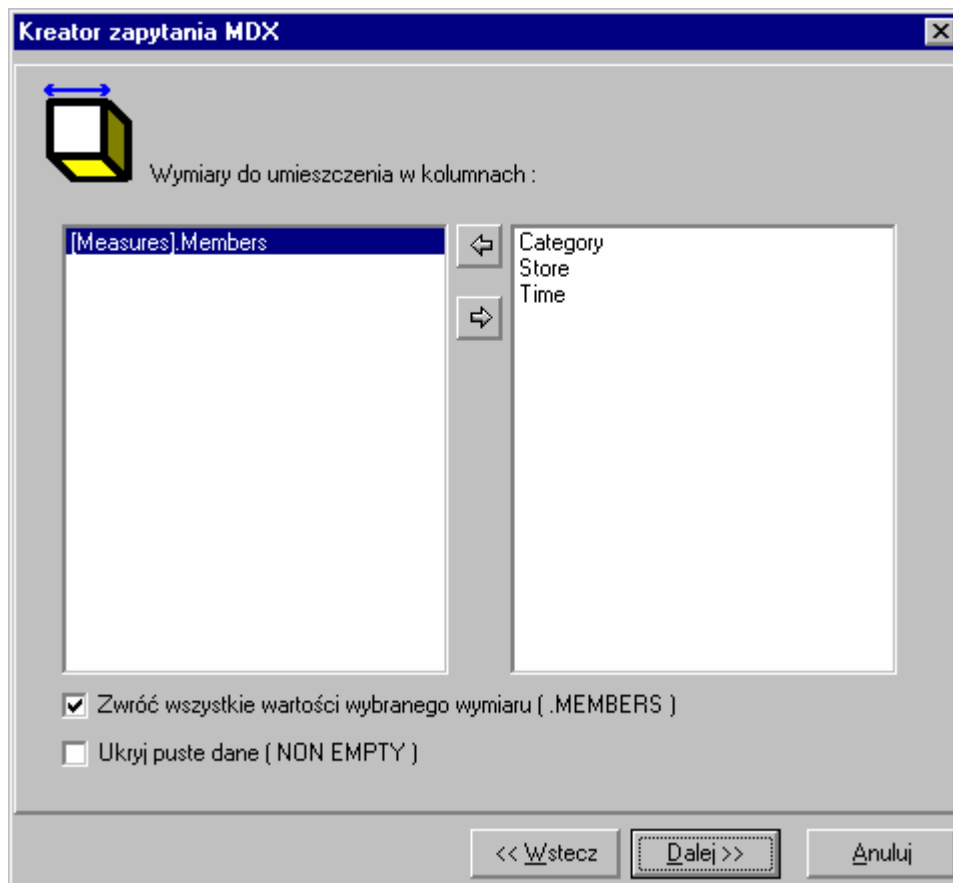 Kreator zapytania MDX
Wymiary do umieszczenia w kolumnach :
[Measures].Members
Category
Store
Time
Zwróć wszystkie wartości wybranego wymiaru ( .MEMBERS )
Ukryj puste dane ( NON EMPTY )
<< Wstecz
Dalej >>
Anuluj